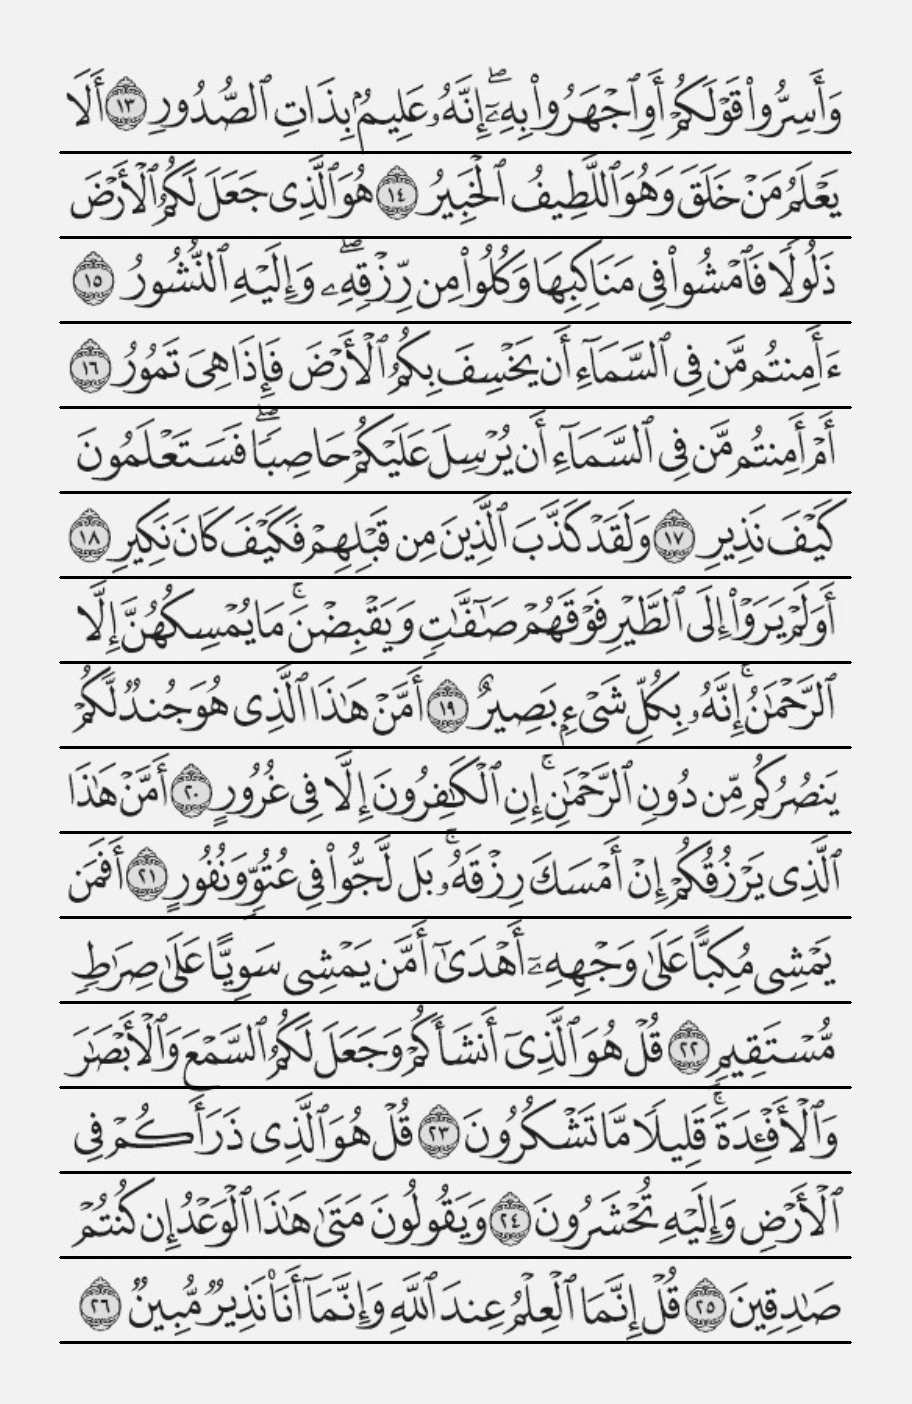 وَأَسِرُّوا۟ قَوْلَكُمْ أَوِ ٱجْهَرُوا۟ بِهِۦٓ ۖ إِنَّهُۥ عَلِيمٌۢ بِذَاتِ ٱلصُّدُورِ ١٣ أَلَا
يَعْلَمُ مَنْ خَلَقَ وَهُوَ ٱللَّطِيفُ ٱلْخَبِيرُ ١٤ هُوَ ٱلَّذِى جَعَلَ لَكُمُ ٱلْأَرْضَ
ذَلُولًا فَٱمْشُوا۟ فِى مَنَاكِبِهَا وَكُلُوا۟ مِن رِّزْقِهِۦ ۖ وَإِلَيْهِ ٱلنُّشُورُ ١٥
ءَأَمِنتُم مَّن فِى ٱلسَّمَآءِ أَن يَخْسِفَ بِكُمُ ٱلْأَرْضَ فَإِذَا هِىَ تَمُورُ ١٦
أَمْ أَمِنتُم مَّن فِى ٱلسَّمَآءِ أَن يُرْسِلَ عَلَيْكُمْ حَاصِبًا ۖ فَسَتَعْلَمُونَ
كَيْفَ نَذِيرِ ١٧ وَلَقَدْ كَذَّبَ ٱلَّذِينَ مِن قَبْلِهِمْ فَكَيْفَ كَانَ نَكِيرِ ١٨
أَوَلَمْ يَرَوْا۟ إِلَى ٱلطَّيْرِ فَوْقَهُمْ صَـٰٓفَّـٰتٍ وَيَقْبِضْنَ ۚ مَا يُمْسِكُهُنَّ إِلَّا
ٱلرَّحْمَـٰنُ ۚ إِنَّهُۥ بِكُلِّ شَىْءٍۭ بَصِيرٌ ١٩ أَمَّنْ هَـٰذَا ٱلَّذِى هُوَ جُندٌ لَّكُمْ
يَنصُرُكُم مِّن دُونِ ٱلرَّحْمَـٰنِ ۚ إِنِ ٱلْكَـٰفِرُونَ إِلَّا فِى غُرُورٍ ٢٠ أَمَّنْ هَـٰذَا
ٱلَّذِى يَرْزُقُكُمْ إِنْ أَمْسَكَ رِزْقَهُۥ ۚ بَل لَّجُّوا۟ فِى عُتُوٍّ وَنُفُورٍ ٢١ أَفَمَن
يَمْشِى مُكِبًّا عَلَىٰ وَجْهِهِۦٓ أَهْدَىٰٓ أَمَّن يَمْشِى سَوِيًّا عَلَىٰ صِرَٰطٍ
مُّسْتَقِيمٍ ٢٢ قُلْ هُوَ ٱلَّذِىٓ أَنشَأَكُمْ وَجَعَلَ لَكُمُ ٱلسَّمْعَ وَٱلْأَبْصَـٰرَ
وَٱلْأَفْـِٔدَةَ ۖ قَلِيلًا مَّا تَشْكُرُونَ ٢٣ قُلْ هُوَ ٱلَّذِى ذَرَأَكُمْ فِى
ٱلْأَرْضِ وَإِلَيْهِ تُحْشَرُونَ ٢٤ وَيَقُولُونَ مَتَىٰ هَـٰذَا ٱلْوَعْدُ إِن كُنتُمْ
صَـٰدِقِينَ ٢٥ قُلْ إِنَّمَا ٱلْعِلْمُ عِندَ ٱللَّهِ وَإِنَّمَآ أَنَا۠ نَذِيرٌ مُّبِينٌ ٢٦